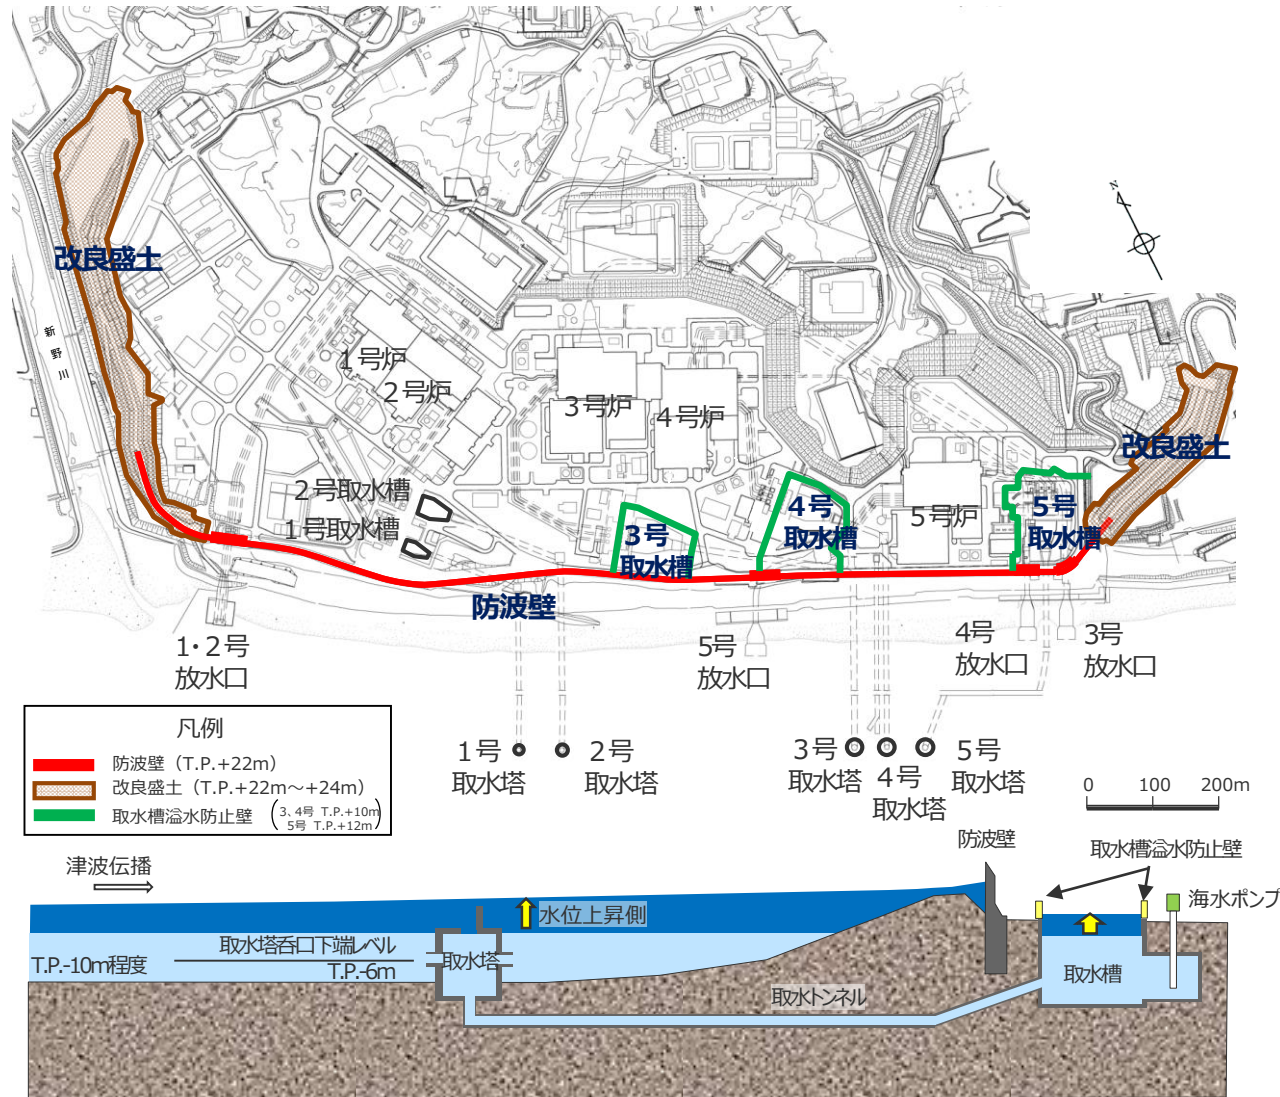 N
改良盛土
新野川
1号炉
2号炉
3号炉
4号炉
改良盛土
2号取水槽
1号取水槽
3号
取水槽
4号
取水槽
5号炉
5号
取水槽
防波壁
1・2号
放水口
5号
放水口
4号
放水口
3号
放水口
凡例
防波壁（T.P.+22m）
改良盛土（T.P.+22m～+24m）
取水槽溢水防止壁
3、4号 T.P.+10m
5号 T.P.+12m
1号
取水塔
2号
取水塔
3号
取水塔
4号
取水塔
5号
取水塔
0 100 200m
防波壁
取水槽溢水防止壁
津波伝播
海水ポンプ
水位上昇側
取水塔呑口下端レベル
T.P.-10m程度
T.P.-6m
取水塔
取水槽
取水トンネル